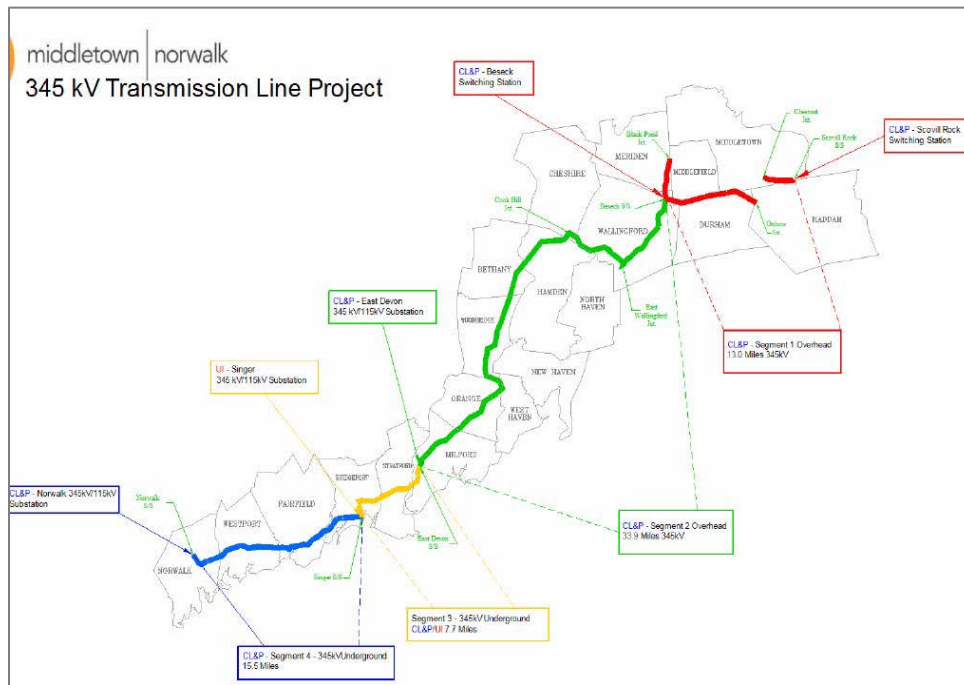 middletown | norwalk
345 kV Transmission Line Project
CL&P - Beseck
Switching Station
CL&P - Scovill Rock
Switching Station
Chestnut
Jct.
Scovill Rock
S/S
Black Pond
Jct.
MIDDLETOWN
MERIDEN
MIDDLEFIELD
CHESHIRE
Cook Hill
Jct.
Beseck S/S
WALLINGFORD
DURHAM
HADDAM
Oxbow
Jct.
BETHANY
HAMDEN
NORTH
HAVEN
East
Wallingford
Jct.
CL&P - East Devon
345 kV/115kV Substation
WOODBRIDGE
CL&P - Segment 1 Overhead
13.0 Miles 345kV
UI - Singer
345 kV/115kV Substation
NEW HAVEN
ORANGE
WEST
HAVEN
MILFORD
STRATFORD
BRIDGEPORT
CL&P - Norwalk 345kV/115kV
Substation
Norwalk
S/S
FAIRFIELD
WESTPORT
NORWALK
East Devon
S/S
Singer S/S
CL&P - Segment 2 Overhead
33.9 Miles 345kV
Segment 3 - 345kV Underground
CL&P/UI 7.7 Miles
CL&P - Segment 4 - 345kVUnderground
15.5 Miles